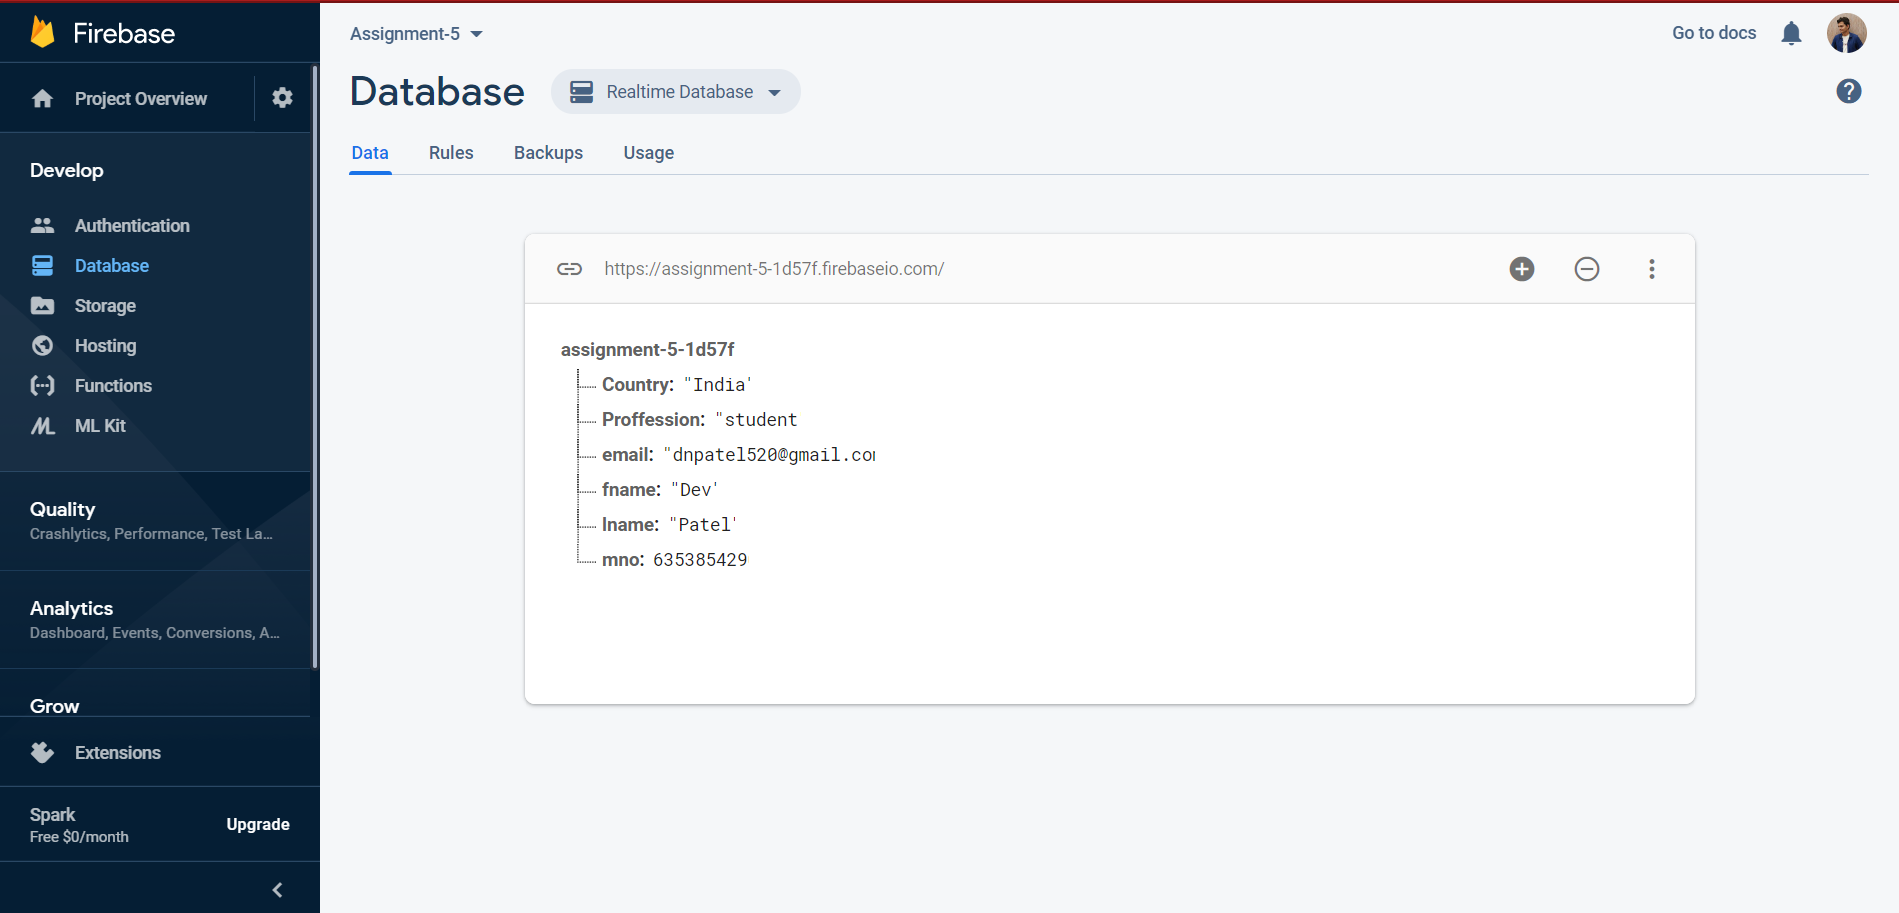 Firebase
Project Overview
Develop
Authentication
Database
Storage
Hosting
Functions
ML Kit
Quality
Crashlytics, Performance, Test La...
Analytics
Dashboard, Events, Conversions, A...
Grow
Extensions
Spark
Free $0/month
Upgrade
Assignment-5
Go to docs
Database
Realtime Database
Data Rules Backups Usage
https://assignment-5-1d57f.firebaseio.com/
assignment-5-1d57f
Country: "India"
Proffession: "student
email: "dnpatel520@gmail.com
fname: "Dev"
lname: "Patel"
mno: 635385429